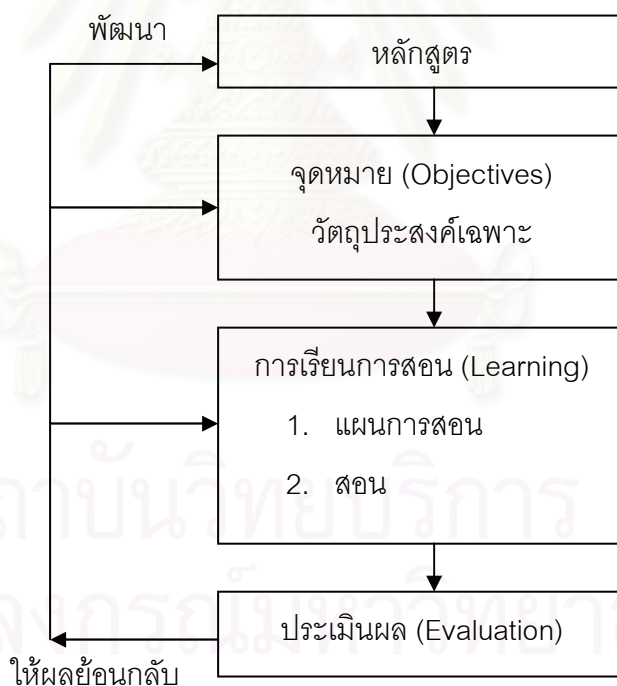 พัฒนา
หลักสูตร
จุดหมาย (Objectives)
วัตถุประสงค์เฉพาะ
การเรียนการสอน (Learning)
1. แผนการสอน
2. สอน
ประเมินผล (Evaluation)
ให้ผลย้อนกลับ